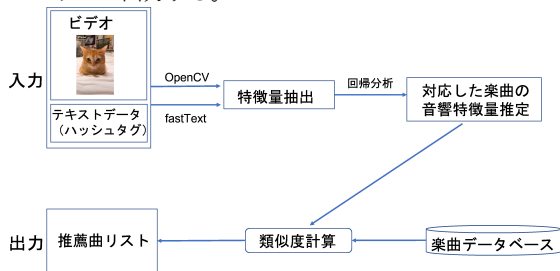 ビデオ
入力
テキストデータ
(ハッシュタグ)
OpenCV
fastText
特徴量抽出
回帰分析
対応した楽曲の
音響特徴量推定
出力
推薦曲リスト
類似度計算
楽曲データベース